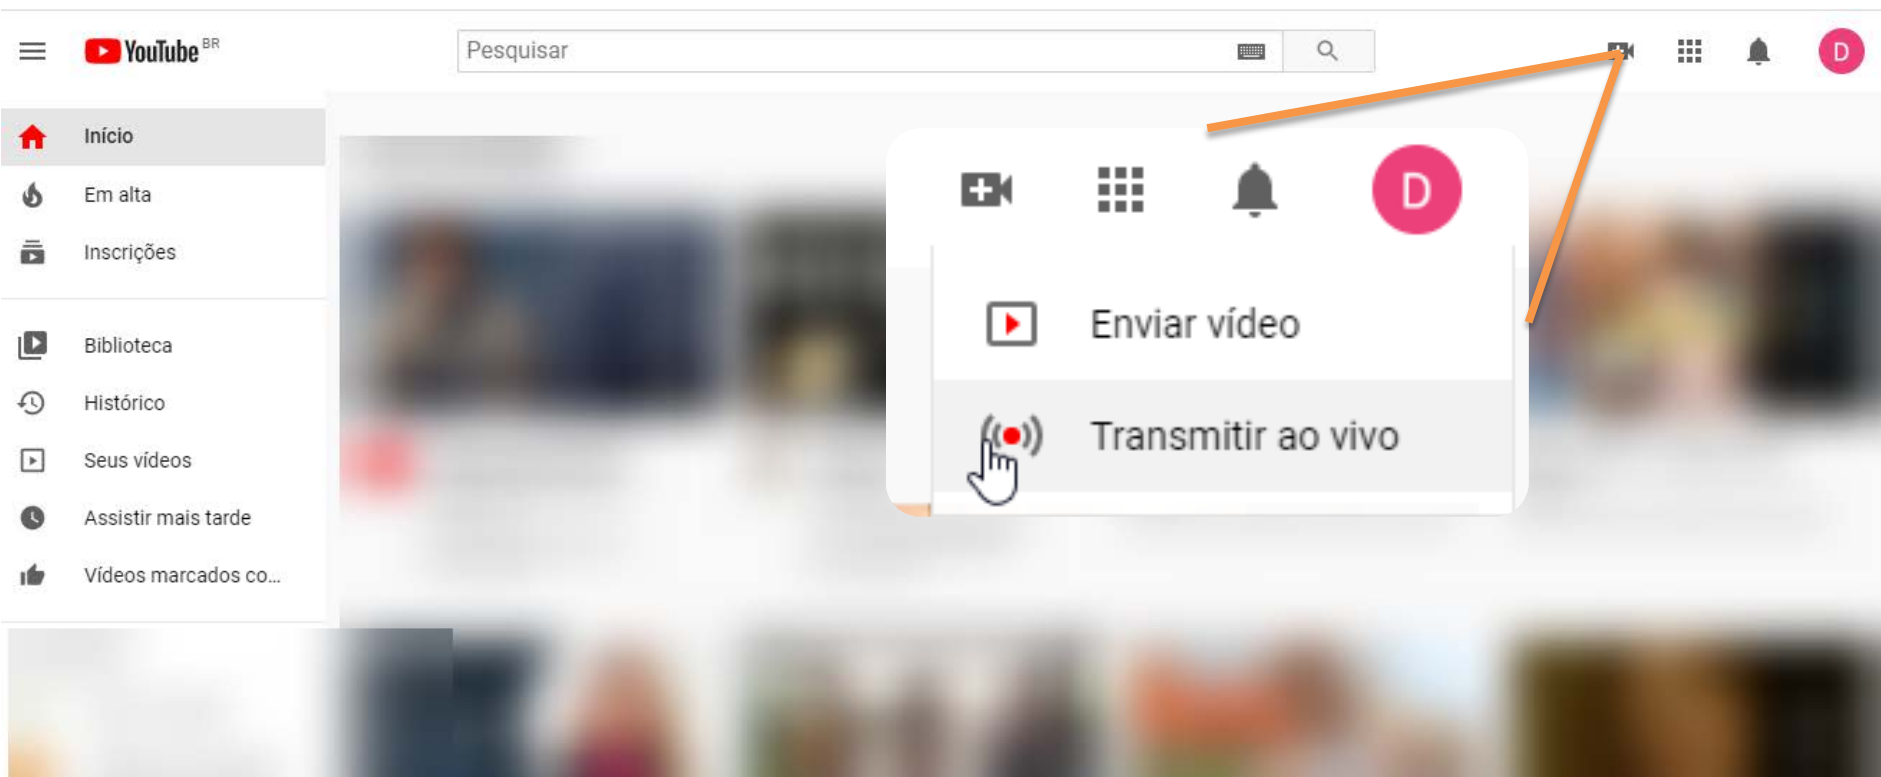 YouTube BR
Pesquisar
D
Início
Em alta
Inscrições
Biblioteca
Histórico
Seus vídeos
Assistir mais tarde
Vídeos marcados co...
D
Enviar vídeo
Transmitir ao vivo